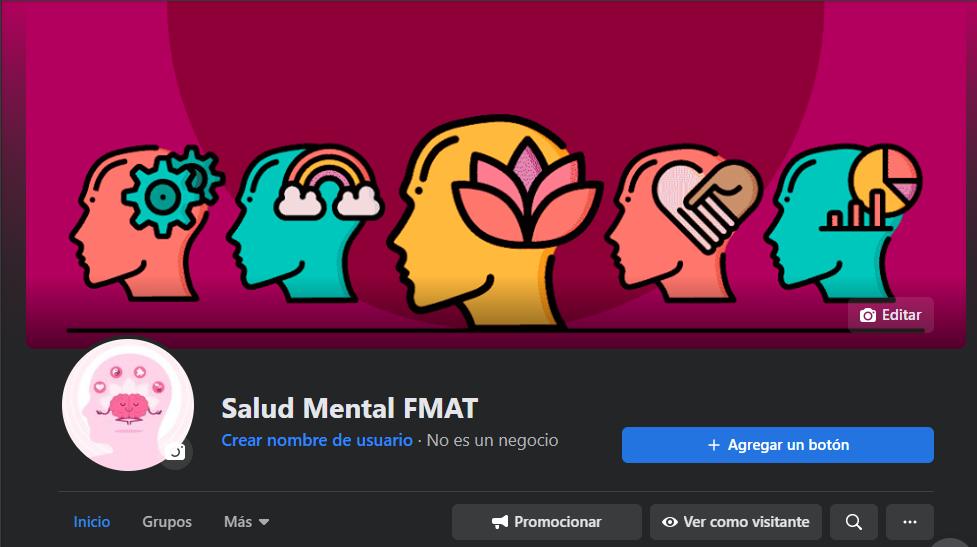 Editar
Salud Mental FMAT
Crear nombre de usuario · No es un negocio
+ Agregar un botón
Inicio Grupos Más Promocionar Ver como visitante ...